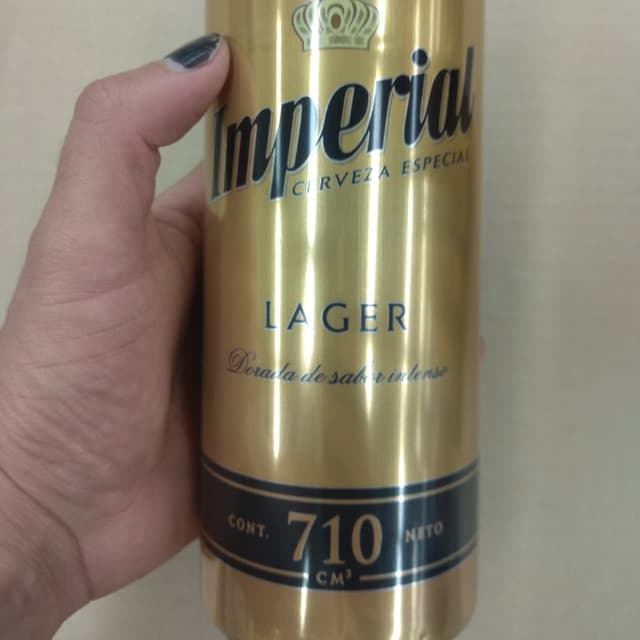 Imperial
CERVEZA ESPECIAL
LAGER
Dorada de sabor intenso
CONT. 710 NETO
CM³